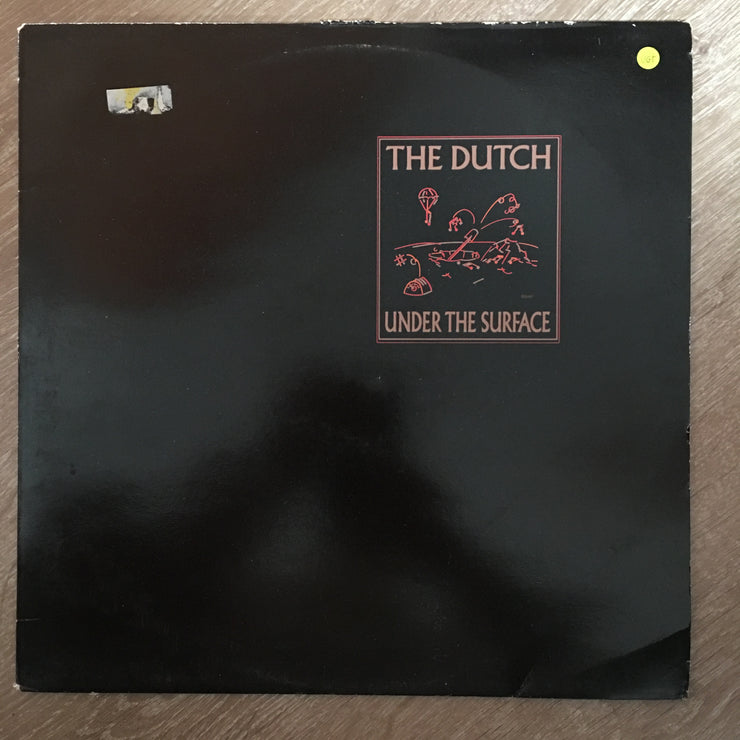 THE DUTCH
UNDER THE SURFACE